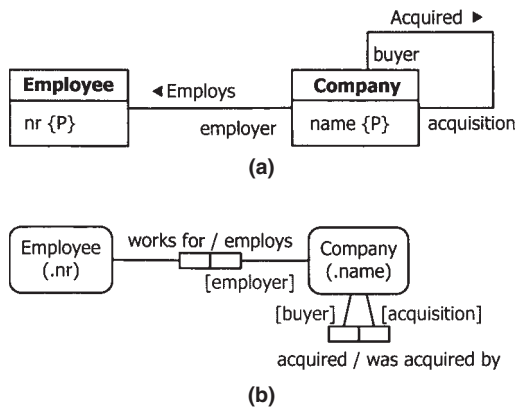 Acquired ►
buyer
Employee
◄ Employs
Company
nr {P}
employer
name {P}
acquisition
(a)
works for / employs
Employee
(.nr)
Company
(.name)
[employer]
[buyer]
[acquisition]
acquired / was acquired by
(b)